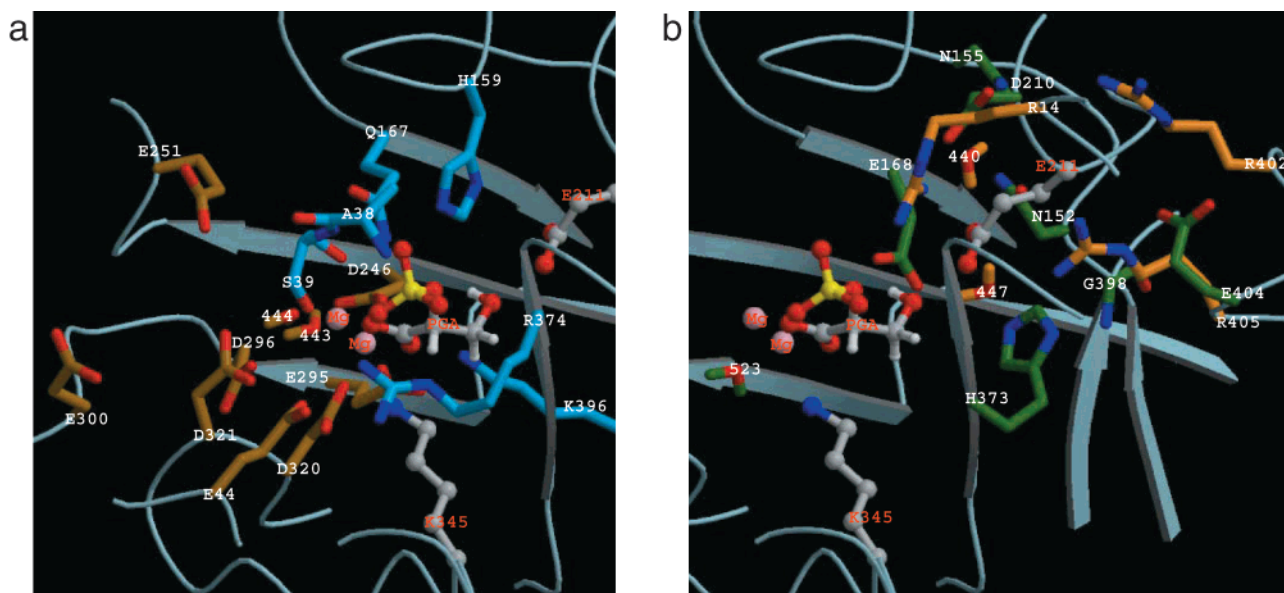 a
H159
Q167
E251
E211
A38
D246
S39
444
Mg
PGA
R374
443
Mg
D296
E295
K396
E300
D321
D320
E44
K345
b
N155
D210
R14
440
E168
E211
R402
N152
G398
447
E404
Mg
PGA
R405
Mg
523
H373
K345